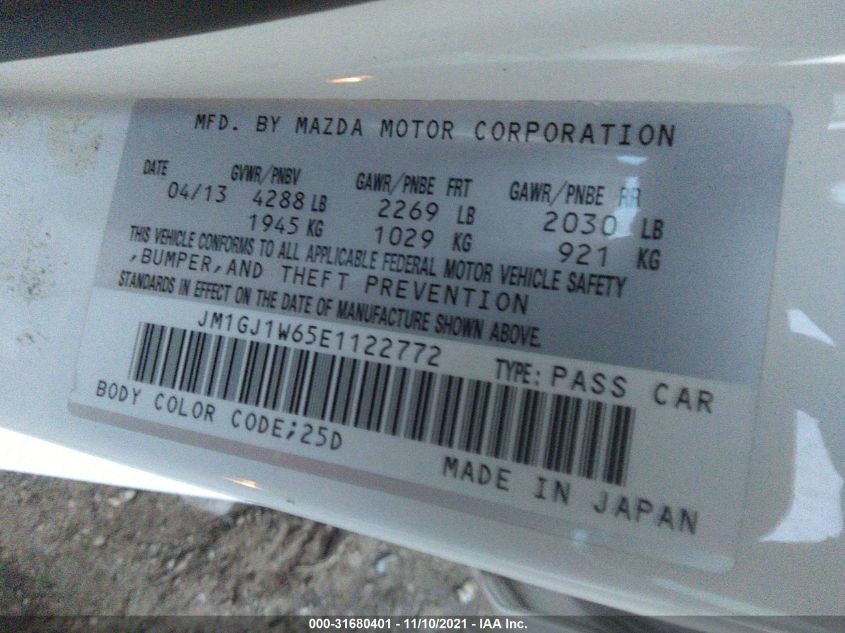 MFD. BY MAZDA MOTOR CORPORATION
DATE GVWR/PNBV GAWR/PNBE FRT GAWR/PNBE RR
04/13 4288 LB 2269 LB 2030 LB
1945 KG 1029 KG 921 KG
THIS VEHICLE CONFORMS TO ALL APPLICABLE FEDERAL MOTOR VEHICLE SAFETY
,BUMPER,AND THEFT PREVENTION
STANDARDS IN EFFECT ON THE DATE OF MANUFACTURE SHOWN ABOVE.
JM1GJ1W65E1122772 TYPE: PASS CAR
BODY COLOR CODE;25D
MADE IN JAPAN
000-31680401 - 11/10/2021 - IAA Inc.